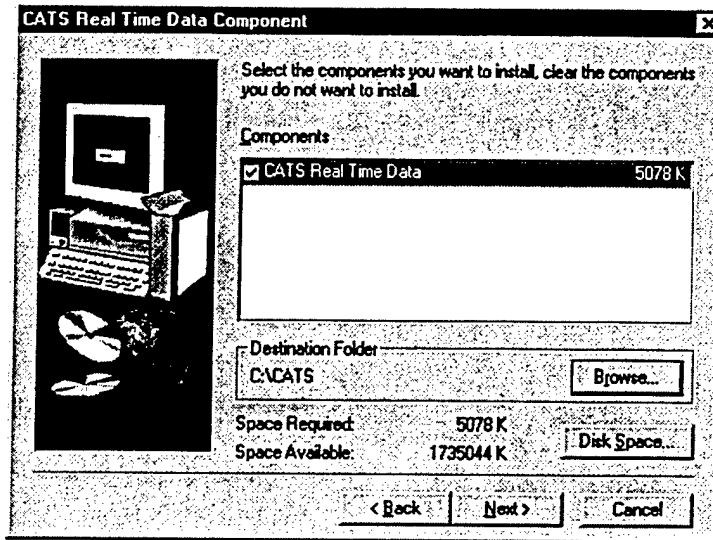 CATS Real Time Data Component
Select the components you want to install, clear the components
you do not want to install.
Components
CATS Real Time Data 5078 K
Destination Folder
C:\CATS
Browse...
Space Required: 5078 K
Space Available: 1735044 K
Disk Space...
< Back Next > Cancel